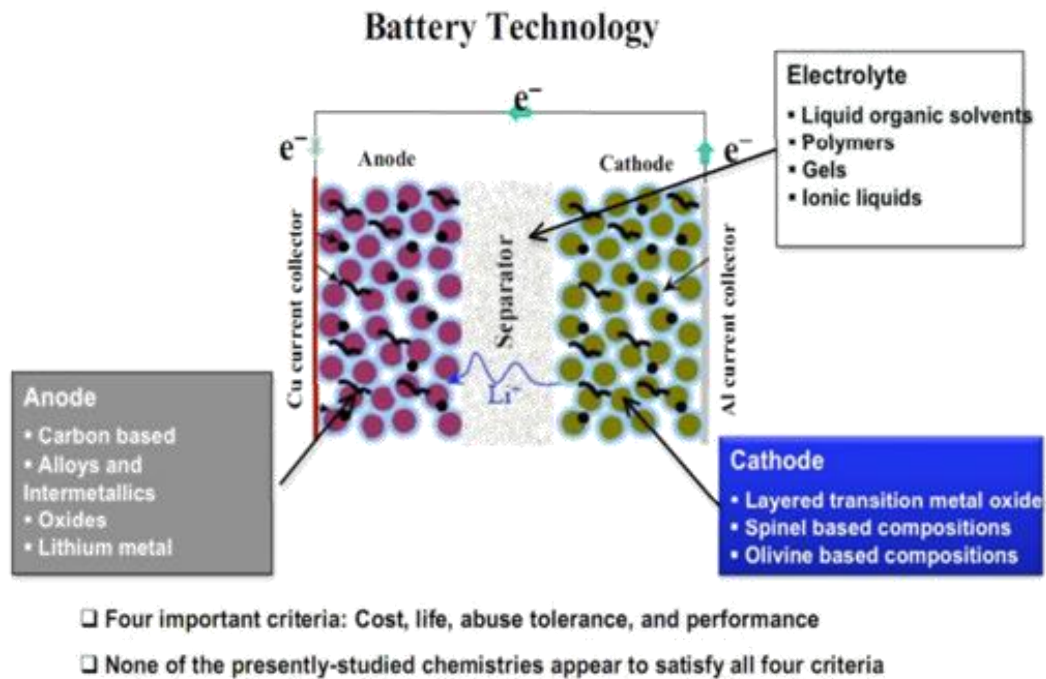 Battery Technology
Electrolyte
▪ Liquid organic solvents
▪ Polymers
▪ Gels
▪ Ionic liquids
e⁻
e⁻
e⁻
Anode
Cathode
Cu current collector
Separator
Al current collector
Li⁺
Anode
▪ Carbon based
▪ Alloys and
Intermetallics
▪ Oxides
▪ Lithium metal
Cathode
▪ Layered transition metal oxide
▪ Spinel based compositions
▪ Olivine based compositions
❑ Four important criteria: Cost, life, abuse tolerance, and performance
❑ None of the presently-studied chemistries appear to satisfy all four criteria